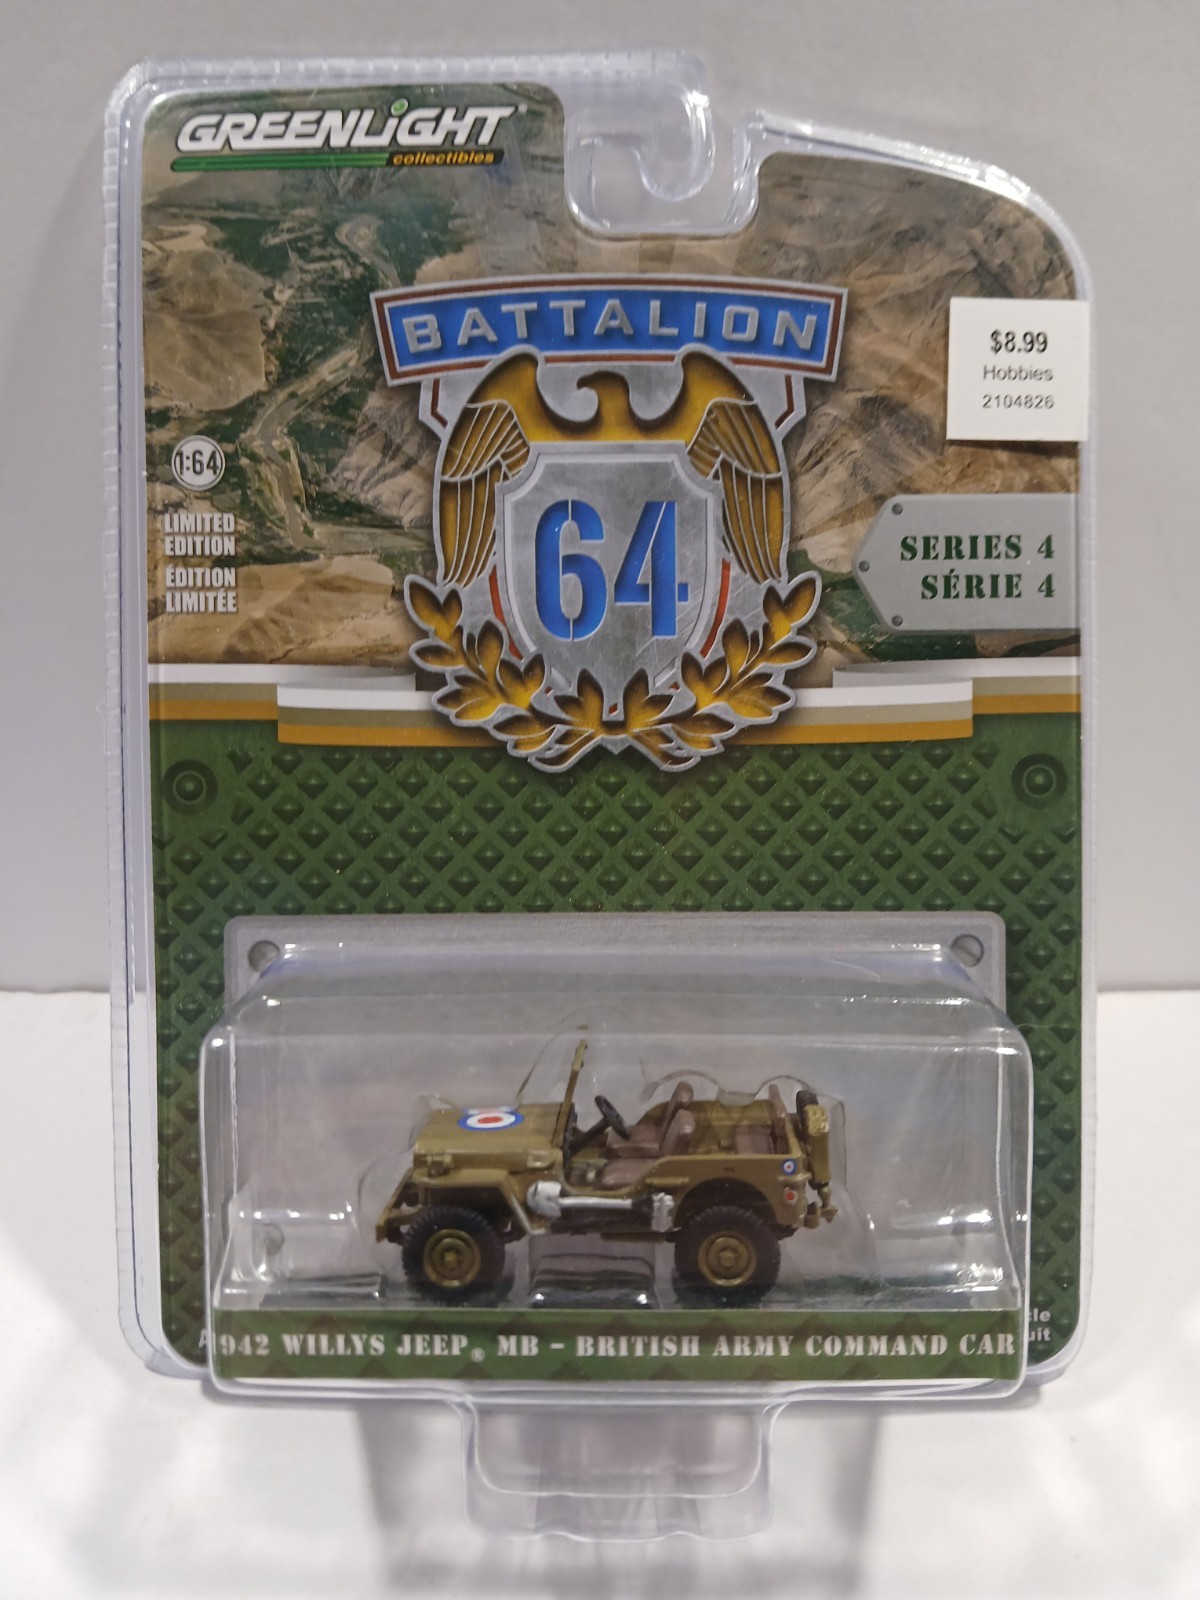 GREENLiGHT
collectibles
BATTALION
$8.99
Hobbies
2104826
1:64
LIMITED
EDITION
ÉDITION
LIMITÉE
64
SERIES 4
SÉRIE 4
1942 WILLYS JEEP® MB - BRITISH ARMY COMMAND CAR